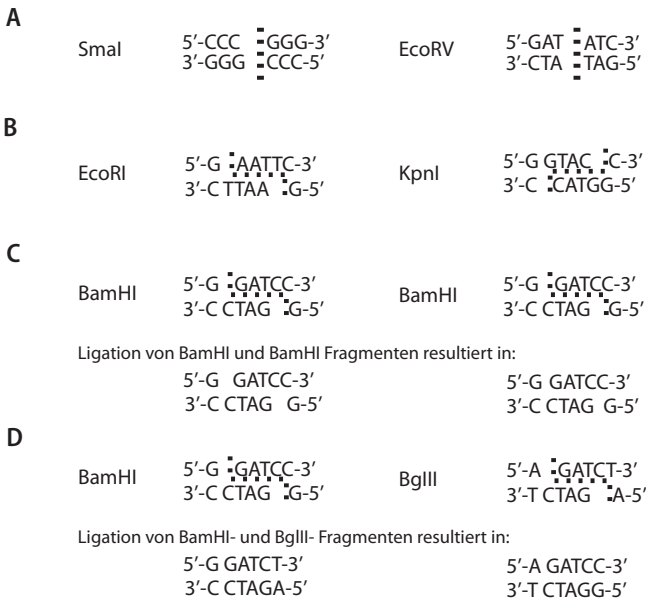 A
SmaI 5′-CCC GGG-3′ EcoRV 5′-GAT ATC-3′
3′-GGG CCC-5′ 3′-CTA TAG-5′
B
EcoRI 5′-G AATTC-3′ KpnI 5′-G GTAC C-3′
3′-C TTAA G-5′ 3′-C CATGG-5′
C
BamHI 5′-G GATCC-3′ BamHI 5′-G GATCC-3′
3′-C CTAG G-5′ 3′-C CTAG G-5′
Ligation von BamHI und BamHI Fragmenten resultiert in:
5′-G GATCC-3′ 5′-G GATCC-3′
3′-C CTAG G-5′ 3′-C CTAG G-5′
D
BamHI 5′-G GATCC-3′ BglII 5′-A GATCT-3′
3′-C CTAG G-5′ 3′-T CTAG A-5′
Ligation von BamHI- und BglII- Fragmenten resultiert in:
5′-G GATCT-3′ 5′-A GATCC-3′
3′-C CTAGA-5′ 3′-T CTAGG-5′